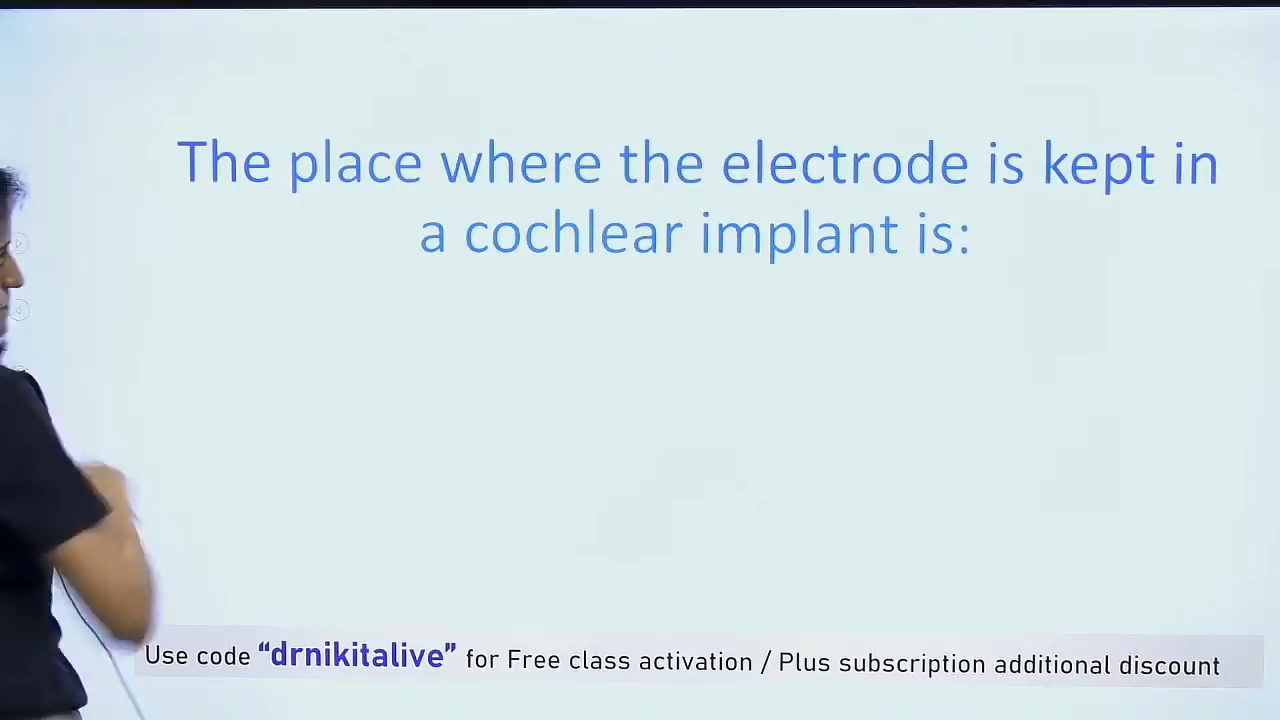 The place where the electrode is kept in
a cochlear implant is:
Use code “drnikitalive” for Free class activation / Plus subscription additional discount